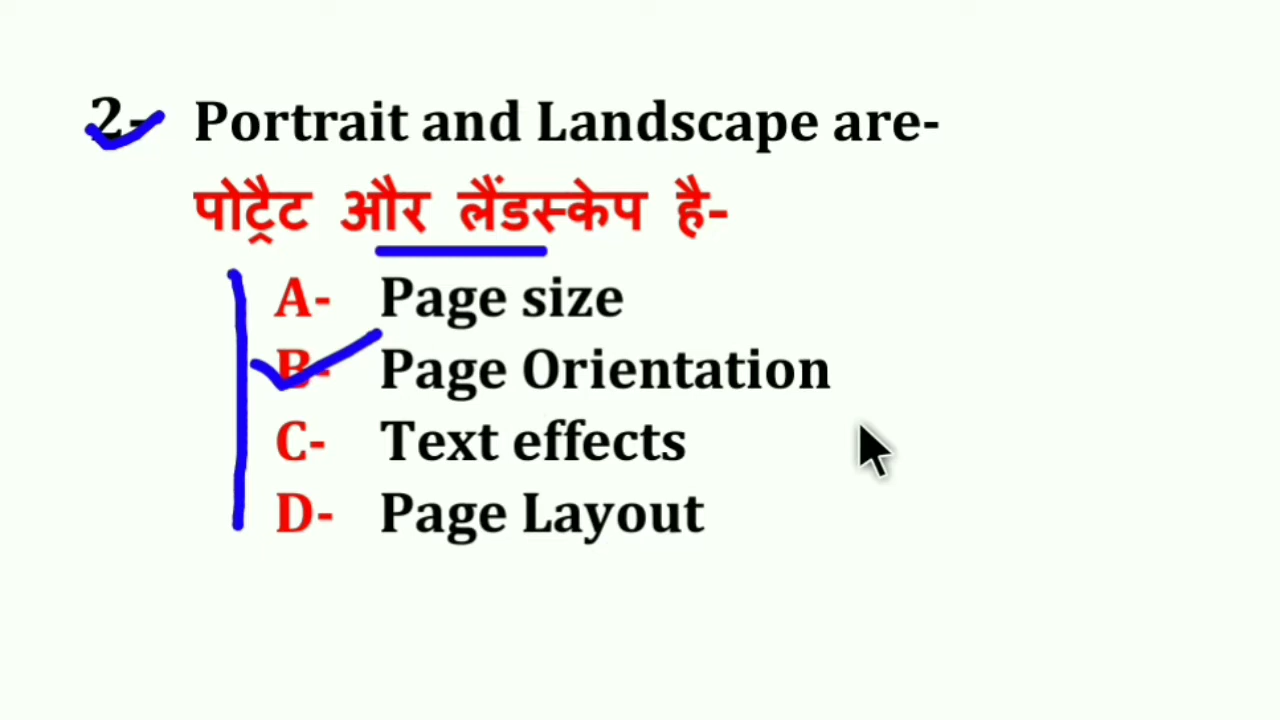 2- Portrait and Landscape are-
पोट्रैट और लैंडस्केप है-
A- Page size
B- Page Orientation
C- Text effects
D- Page Layout